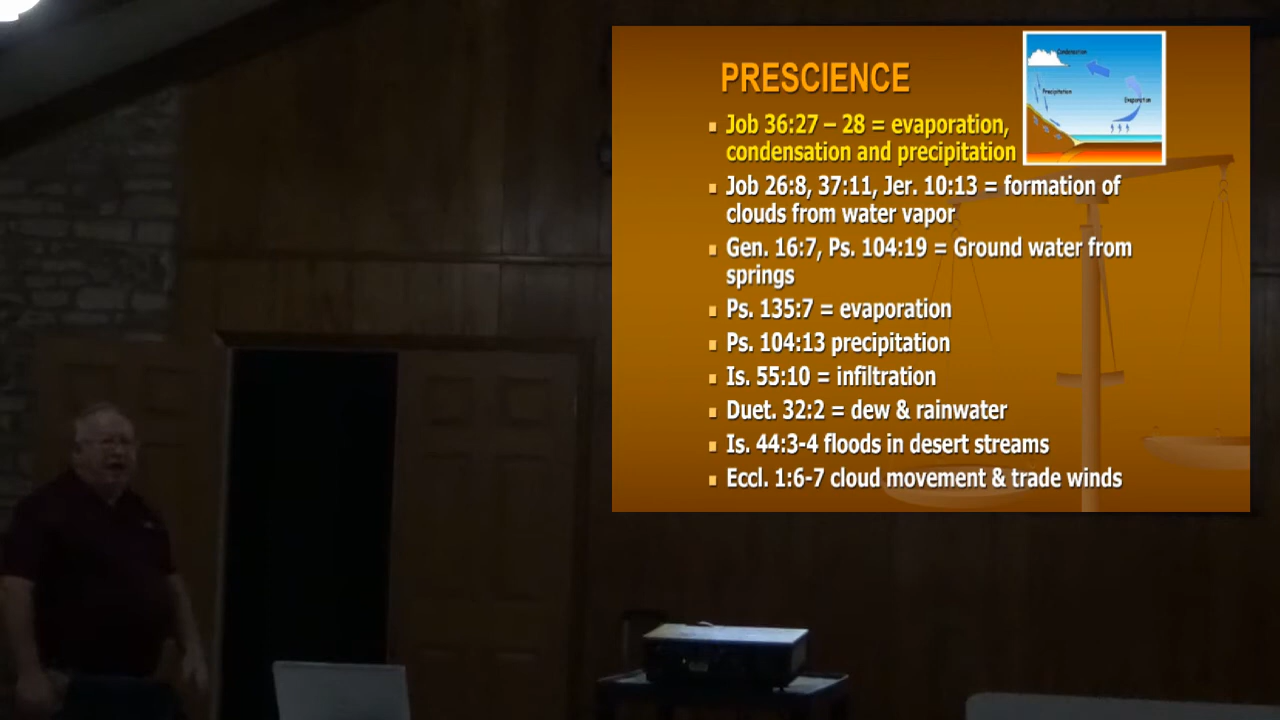 PRESCIENCE
Condensation
Precipitation
Evaporation
Job 36:27 – 28 = evaporation,
condensation and precipitation
Job 26:8, 37:11, Jer. 10:13 = formation of
clouds from water vapor
Gen. 16:7, Ps. 104:19 = Ground water from
springs
Ps. 135:7 = evaporation
Ps. 104:13 precipitation
Is. 55:10 = infiltration
Duet. 32:2 = dew & rainwater
Is. 44:3-4 floods in desert streams
Eccl. 1:6-7 cloud movement & trade winds